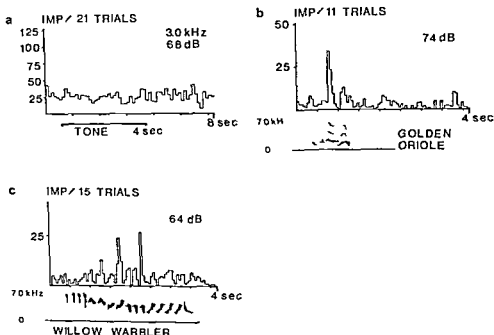 a IMP/21 TRIALS
125
100
75
50
25
3.0 kHz
68 dB
TONE 4 sec 8 sec
b IMP/11 TRIALS
50
25
74 dB
4 sec
70 kH
0
GOLDEN
ORIOLE
c IMP/15 TRIALS
25
64 dB
4 sec
70 kHz
0
WILLOW WARBLER